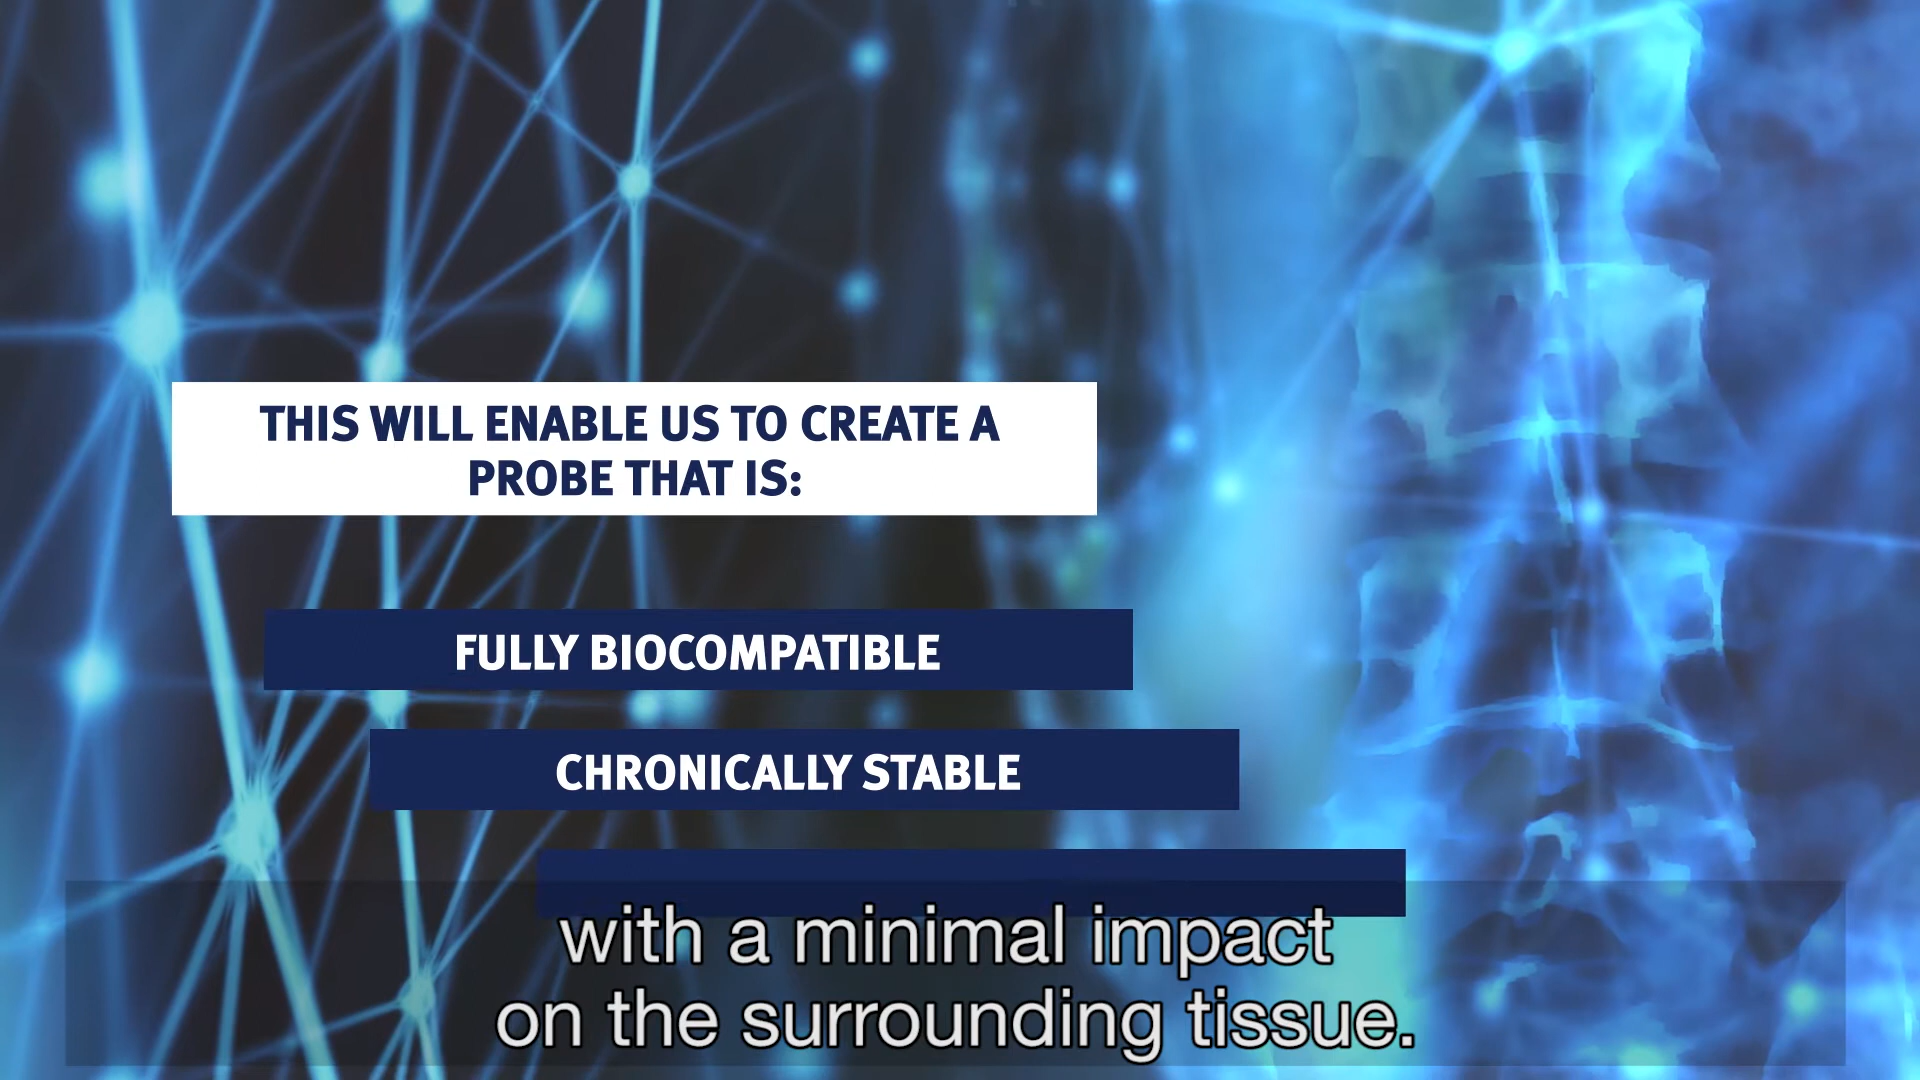 THIS WILL ENABLE US TO CREATE A
PROBE THAT IS:
FULLY BIOCOMPATIBLE
CHRONICALLY STABLE
with a minimal impact
on the surrounding tissue.